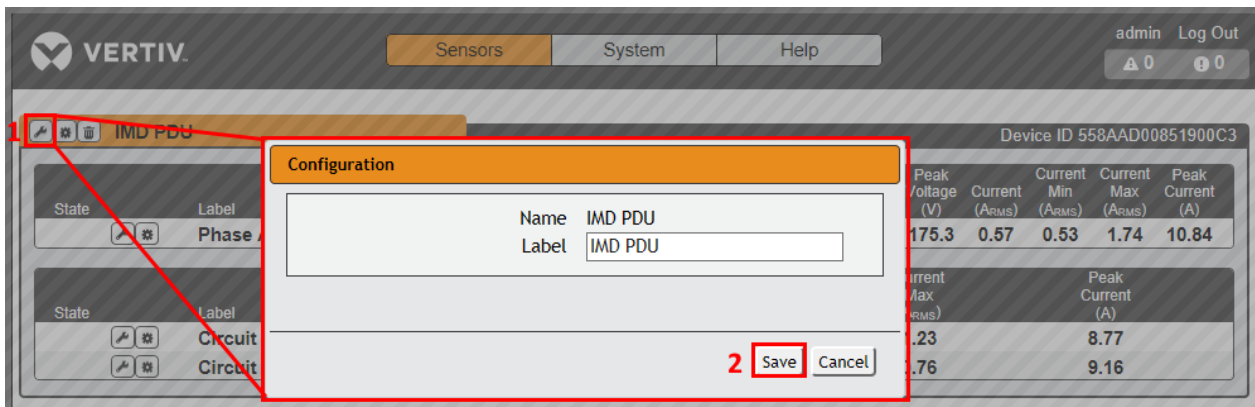 VERTIV.
Sensors System Help
admin Log Out
0 0
1 IMD PDU
Device ID 558AAD00851900C3
Configuration
Name IMD PDU
Label IMD PDU
2 Save Cancel
State Label
Peak Voltage (V) Current (ARMS) Current Min (ARMS) Current Max (ARMS) Peak Current (A)
Phase 175.3 0.57 0.53 1.74 10.84
State Label
Peak Current (A)
Circuit .23 8.77
Circuit .76 9.16